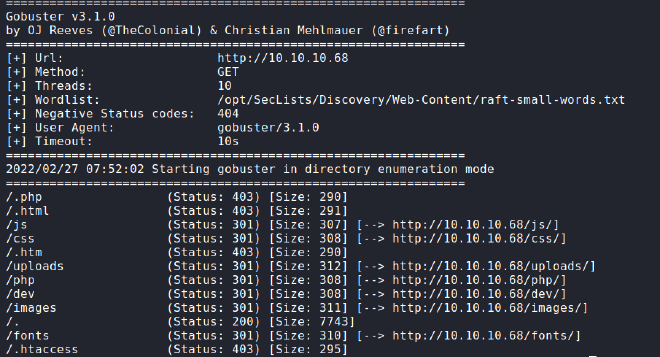 ===============================================================
Gobuster v3.1.0
by OJ Reeves (@TheColonial) & Christian Mehlmauer (@firefart)
===============================================================
[+] Url:                     http://10.10.10.68
[+] Method:                  GET
[+] Threads:                 10
[+] Wordlist:                /opt/SecLists/Discovery/Web-Content/raft-small-words.txt
[+] Negative Status codes:   404
[+] User Agent:              gobuster/3.1.0
[+] Timeout:                 10s
===============================================================
2022/02/27 07:52:02 Starting gobuster in directory enumeration mode
===============================================================
/.php                 (Status: 403) [Size: 290]
/.html                (Status: 403) [Size: 291]
/js                   (Status: 301) [Size: 307] [--> http://10.10.10.68/js/]
/css                  (Status: 301) [Size: 308] [--> http://10.10.10.68/css/]
/.htm                 (Status: 403) [Size: 290]
/uploads              (Status: 301) [Size: 312] [--> http://10.10.10.68/uploads/]
/php                  (Status: 301) [Size: 308] [--> http://10.10.10.68/php/]
/dev                  (Status: 301) [Size: 308] [--> http://10.10.10.68/dev/]
/images               (Status: 301) [Size: 311] [--> http://10.10.10.68/images/]
/.                    (Status: 200) [Size: 7743]
/fonts                (Status: 301) [Size: 310] [--> http://10.10.10.68/fonts/]
/.htaccess            (Status: 403) [Size: 295]